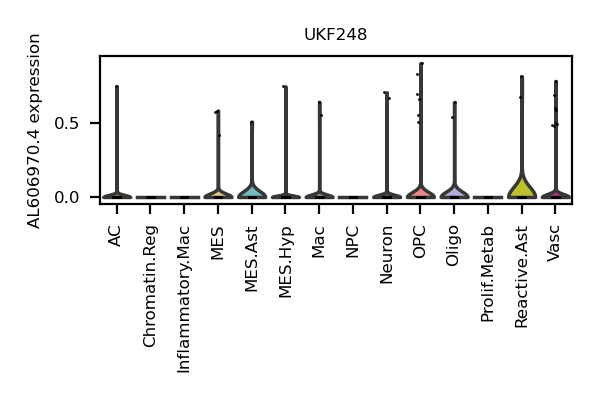 UKF248
AL606970.4 expression
0.5
0.0
AC
Chromatin.Reg
Inflammatory.Mac
MES
MES.Ast
MES.Hyp
Mac
NPC
Neuron
OPC
Oligo
Prolif.Metab
Reactive.Ast
Vasc